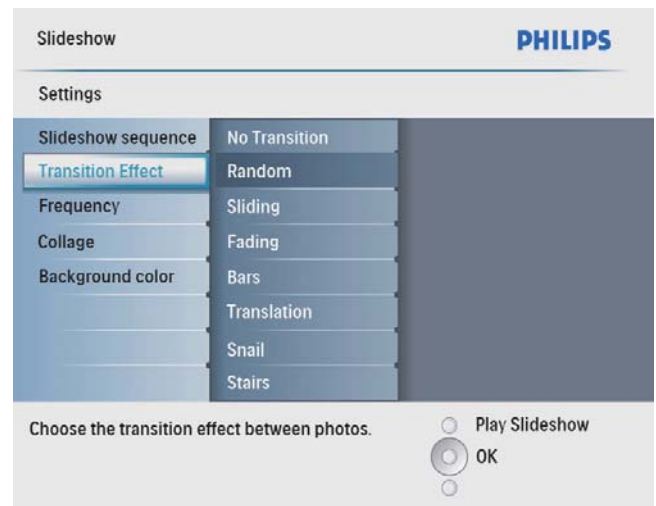 Slideshow
PHILIPS
Settings
Slideshow sequence
Transition Effect
Frequency
Collage
Background color
No Transition
Random
Sliding
Fading
Bars
Translation
Snail
Stairs
Choose the transition effect between photos.
Play Slideshow
OK